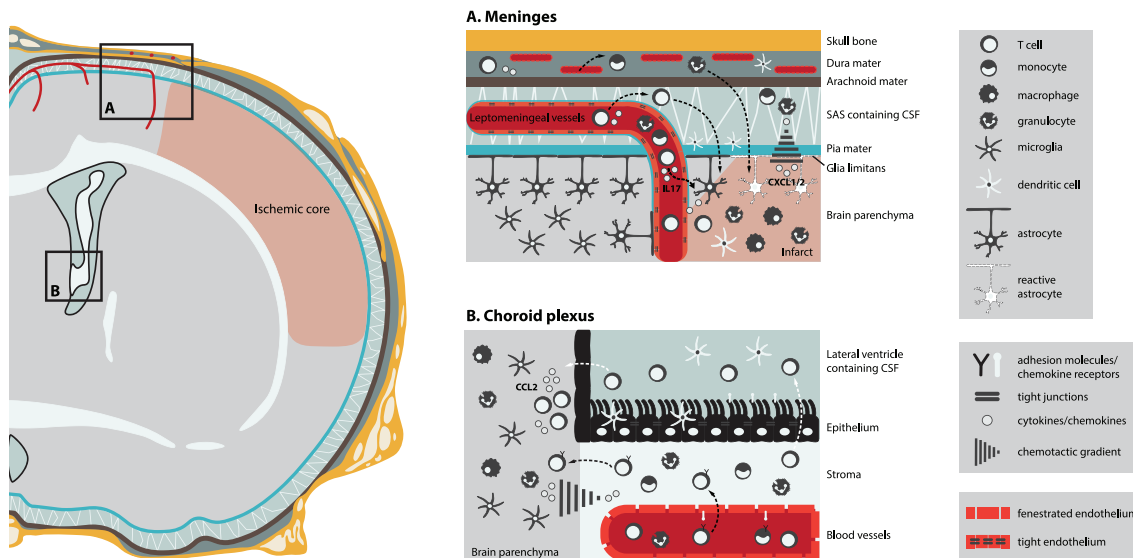 A
B
Ischemic core
A. Meninges
Skull bone
Dura mater
Arachnoid mater
SAS containing CSF
Pia mater
Glia limitans
Brain parenchyma
Leptomeningeal vessels
IL17
CXCL1/2
Infarct
B. Choroid plexus
Lateral ventricle
containing CSF
Epithelium
Stroma
Blood vessels
CCL2
Brain parenchyma
T cell
monocyte
macrophage
granulocyte
microglia
dendritic cell
astrocyte
reactive
astrocyte
adhesion molecules/
chemokine receptors
tight junctions
cytokines/chemokines
chemotactic gradient
fenestrated endothelium
tight endothelium